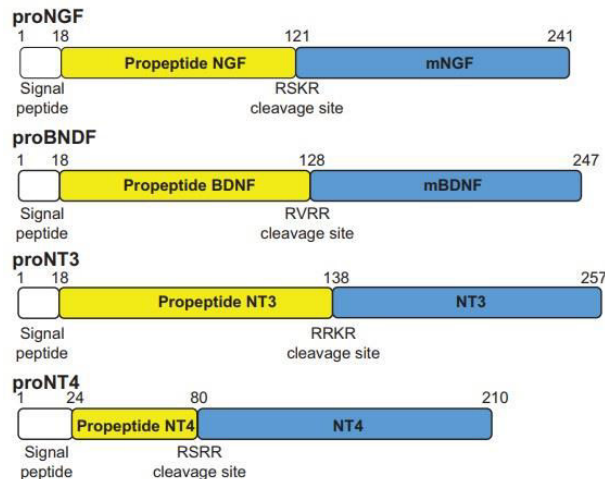 proNGF
1 18 121 241
Propeptide NGF mNGF
Signal peptide RSKR cleavage site
proBNDF
1 18 128 247
Propeptide BDNF mBDNF
Signal peptide RVRR cleavage site
proNT3
1 18 138 257
Propeptide NT3 NT3
Signal peptide RRKR cleavage site
proNT4
1 24 80 210
Propeptide NT4 NT4
Signal peptide RSRR cleavage site